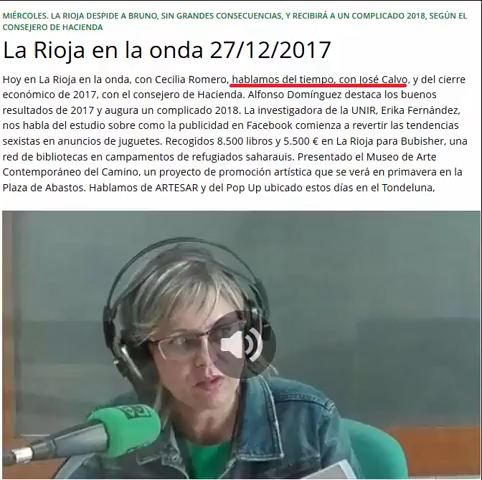 MIÉRCOLES. LA RIOJA DESPIDE A BRUNO, SIN GRANDES CONSECUENCIAS, Y RECIBIRÁ A UN COMPLICADO 2018, SEGÚN EL
CONSEJERO DE HACIENDA
La Rioja en la onda 27/12/2017
Hoy en La Rioja en la onda, con Cecilia Romero, hablamos del tiempo, con José Calvo, y del cierre
económico de 2017, con el consejero de Hacienda. Alfonso Domínguez destaca los buenos
resultados de 2017 y augura un complicado 2018. La investigadora de la UNIR, Erika Fernández,
nos habla del estudio sobre como la publicidad en Facebook comienza a revertir las tendencias
sexistas en anuncios de juguetes. Recogidos 8.500 libros y 5.500 € en La Rioja para Bubisher, una
red de bibliotecas en campamentos de refugiados saharauis. Presentado el Museo de Arte
Contemporáneo del Camino, un proyecto de promoción artística que se verá en primavera en la
Plaza de Abastos. Hablamos de ARTESAR y del Pop Up ubicado estos días en el Tondeluna,